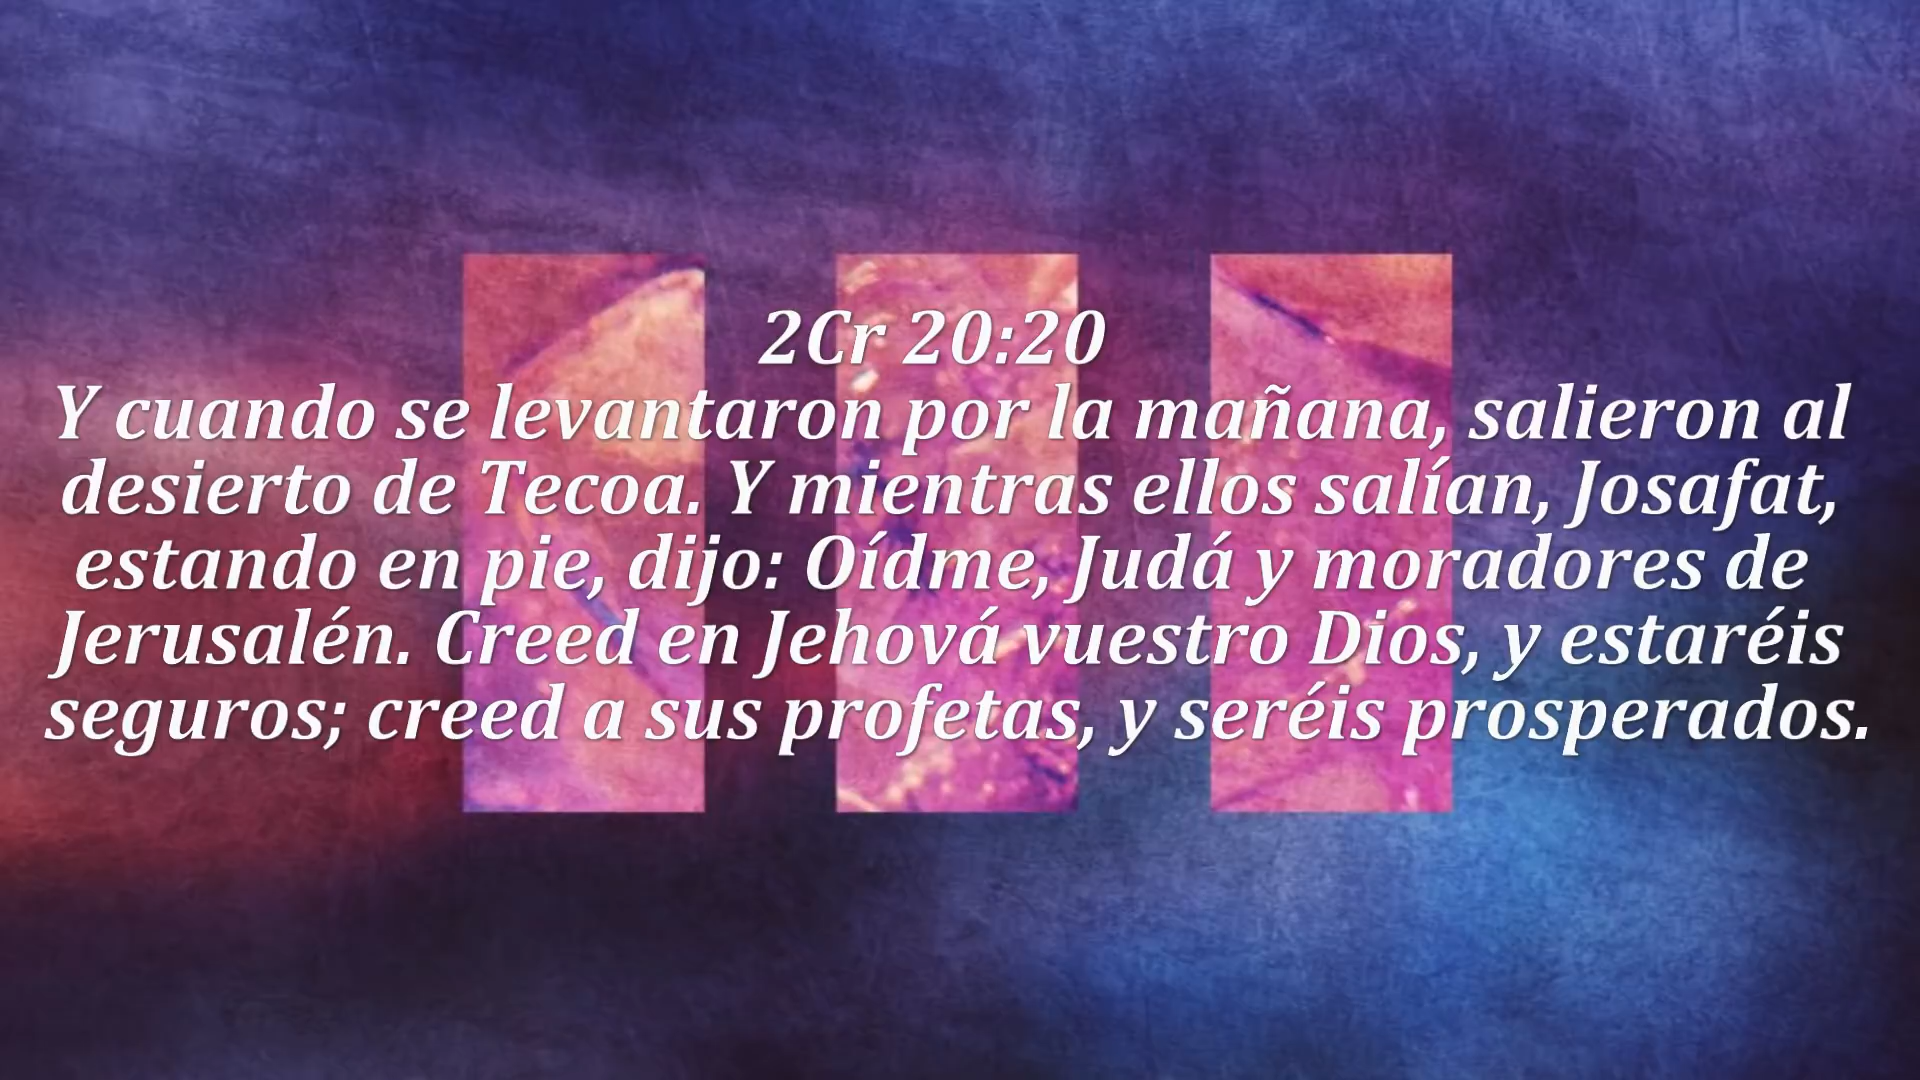 2Cr 20:20
Y cuando se levantaron por la mañana, salieron al
desierto de Tecoa. Y mientras ellos salían, Josafat,
estando en pie, dijo: Oídme, Judá y moradores de
Jerusalén. Creed en Jehová vuestro Dios, y estaréis
seguros; creed a sus profetas, y seréis prosperados.